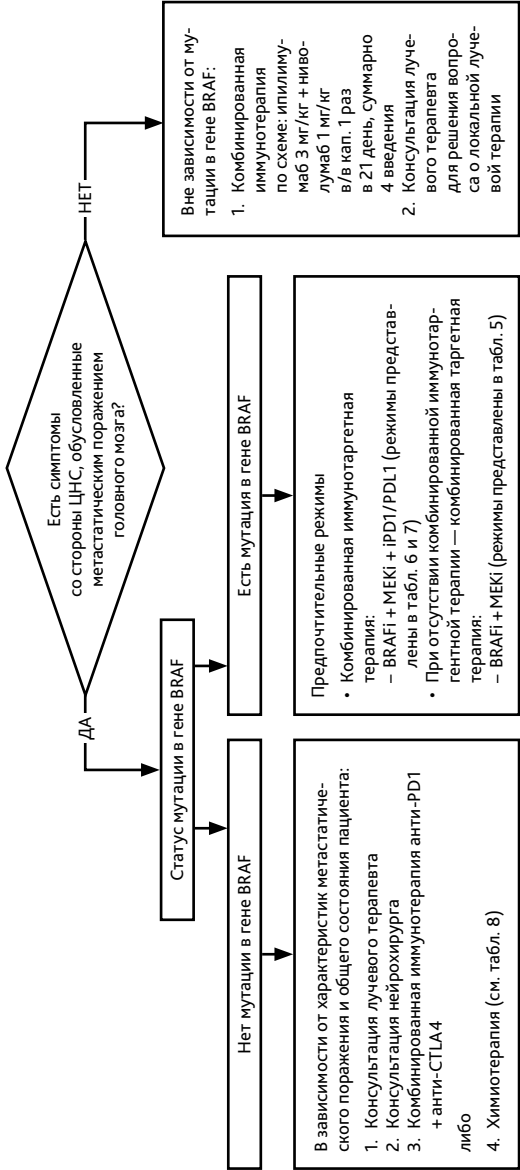 Есть симптомы
со стороны ЦНС, обусловленные
метастатическим поражением
головного мозга?
ДА
НЕТ
Статус мутации в гене BRAF
Нет мутации в гене BRAF
Есть мутация в гене BRAF
В зависимости от характеристик метастатиче-
ского поражения и общего состояния пациента:
1. Консультация лучевого терапевта
2. Консультация нейрохирурга
3. Комбинированная иммунотерапия анти-PD1
+ анти-CTLA4
либо
4. Химиотерапия (см. табл. 8)
Предпочтительные режимы
• Комбинированная иммунотаргетная
терапия:
– BRAFi + MEKi + iPD1/PDL1 (режимы представ-
лены в табл. 6 и 7)
• При отсутствии комбинированной иммунотар-
гентной терапии — комбинированная таргетная
терапия:
– BRAFi + MEKi (режимы представлены в табл. 5)
Вне зависимости от му-
тации в гене BRAF:
1. Комбинированная
иммунотерапия
по схеме: ипилиму-
маб 3 мг/кг + ниво-
лумаб 1 мг/кг
в/в кап. 1 раз
в 21 день, суммарно
4 введения
2. Консультация луче-
вого терапевта
для решения вопро-
са о локальной луче-
вой терапии